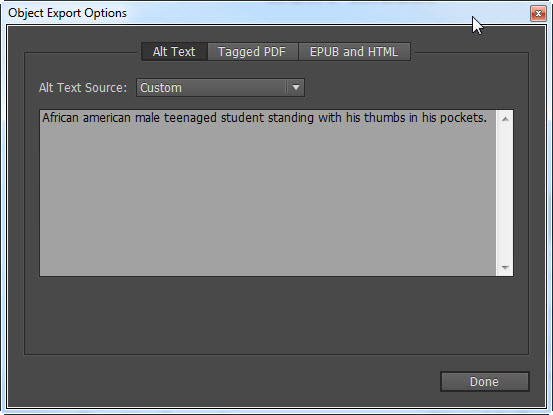 Object Export Options
Alt Text Tagged PDF EPUB and HTML
Alt Text Source: Custom
African american male teenaged student standing with his thumbs in his pockets.
Done